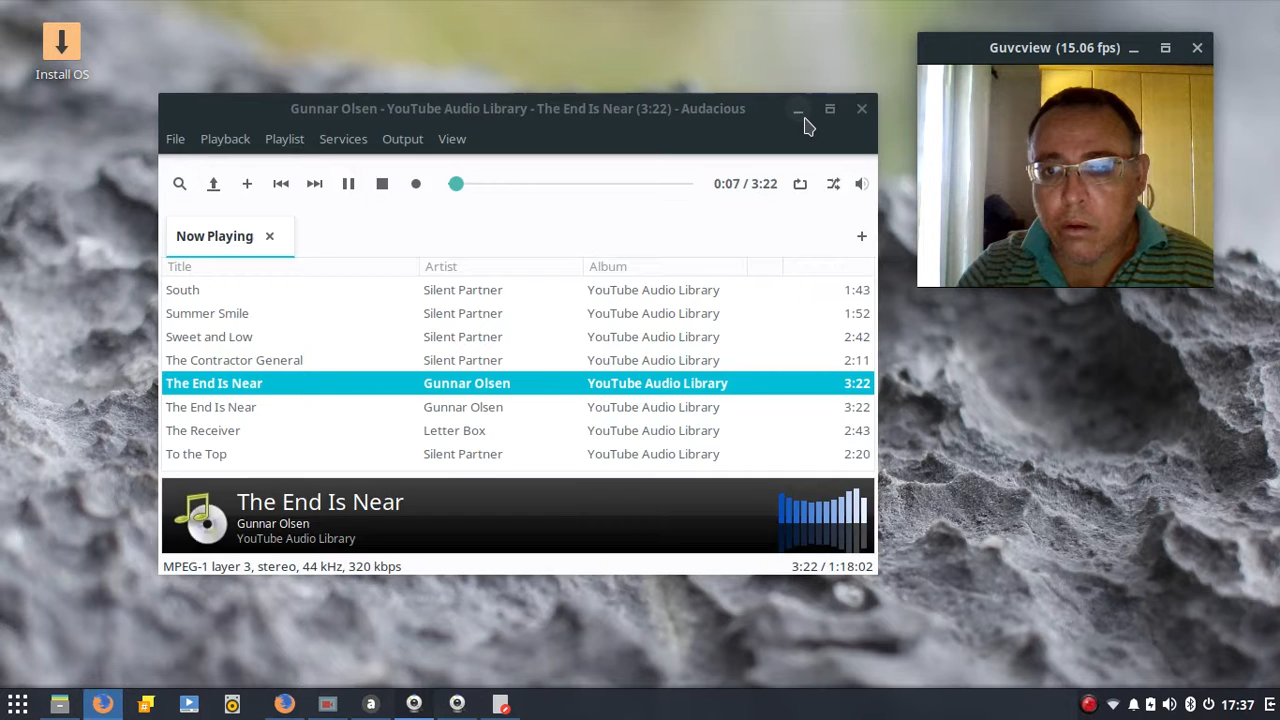 Install OS
Guvcview (15.06 fps)
Gunnar Olsen - YouTube Audio Library - The End Is Near (3:22) - Audacious
File Playback Playlist Services Output View
0:07 / 3:22
Now Playing
Title Artist Album
South Silent Partner YouTube Audio Library 1:43
Summer Smile Silent Partner YouTube Audio Library 1:52
Sweet and Low Silent Partner YouTube Audio Library 2:42
The Contractor General Silent Partner YouTube Audio Library 2:11
The End Is Near Gunnar Olsen YouTube Audio Library 3:22
The End Is Near Gunnar Olsen YouTube Audio Library 3:22
The Receiver Letter Box YouTube Audio Library 2:43
To the Top Silent Partner YouTube Audio Library 2:20
The End Is Near
Gunnar Olsen
YouTube Audio Library
MPEG-1 layer 3, stereo, 44 kHz, 320 kbps 3:22 / 1:18:02
a
17:37